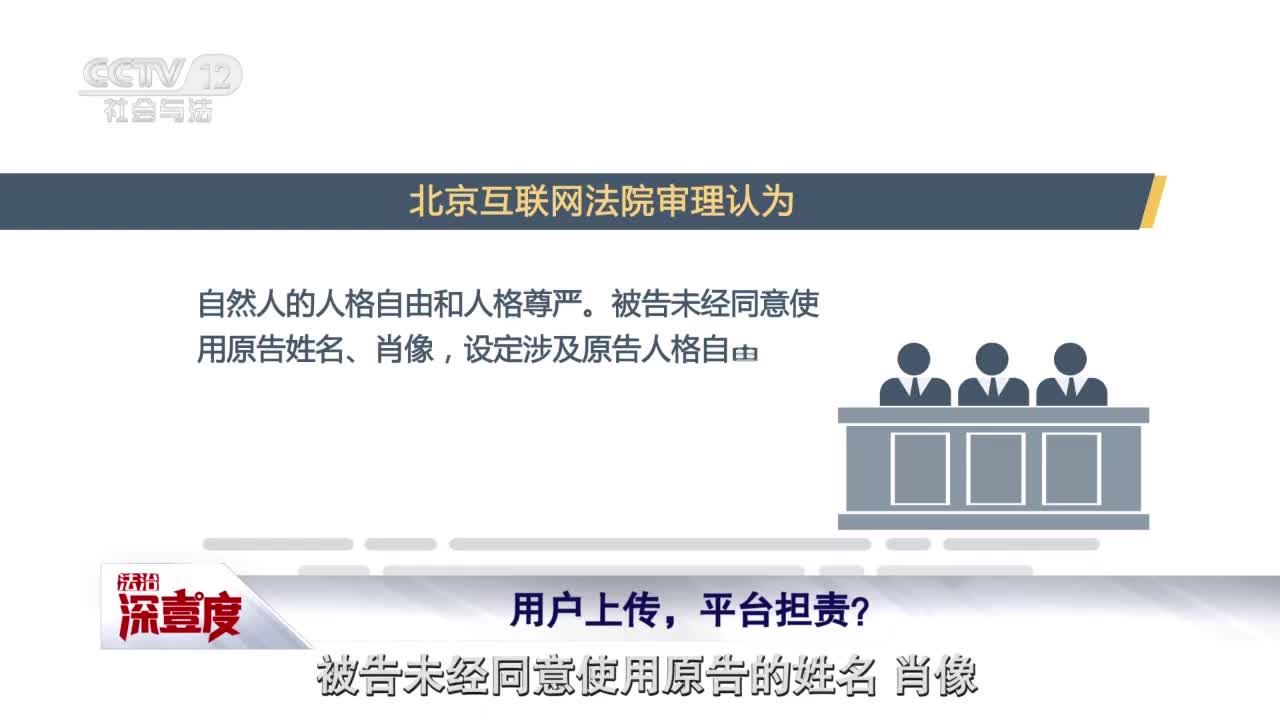 CCTV 12
社会与法
北京互联网法院审理认为
自然人的人格自由和人格尊严。被告未经同意使
用原告姓名、肖像，设定涉及原告人格自由
法治
深壹度
用户上传，平台担责?
被告未经同意使用原告的姓名 肖像